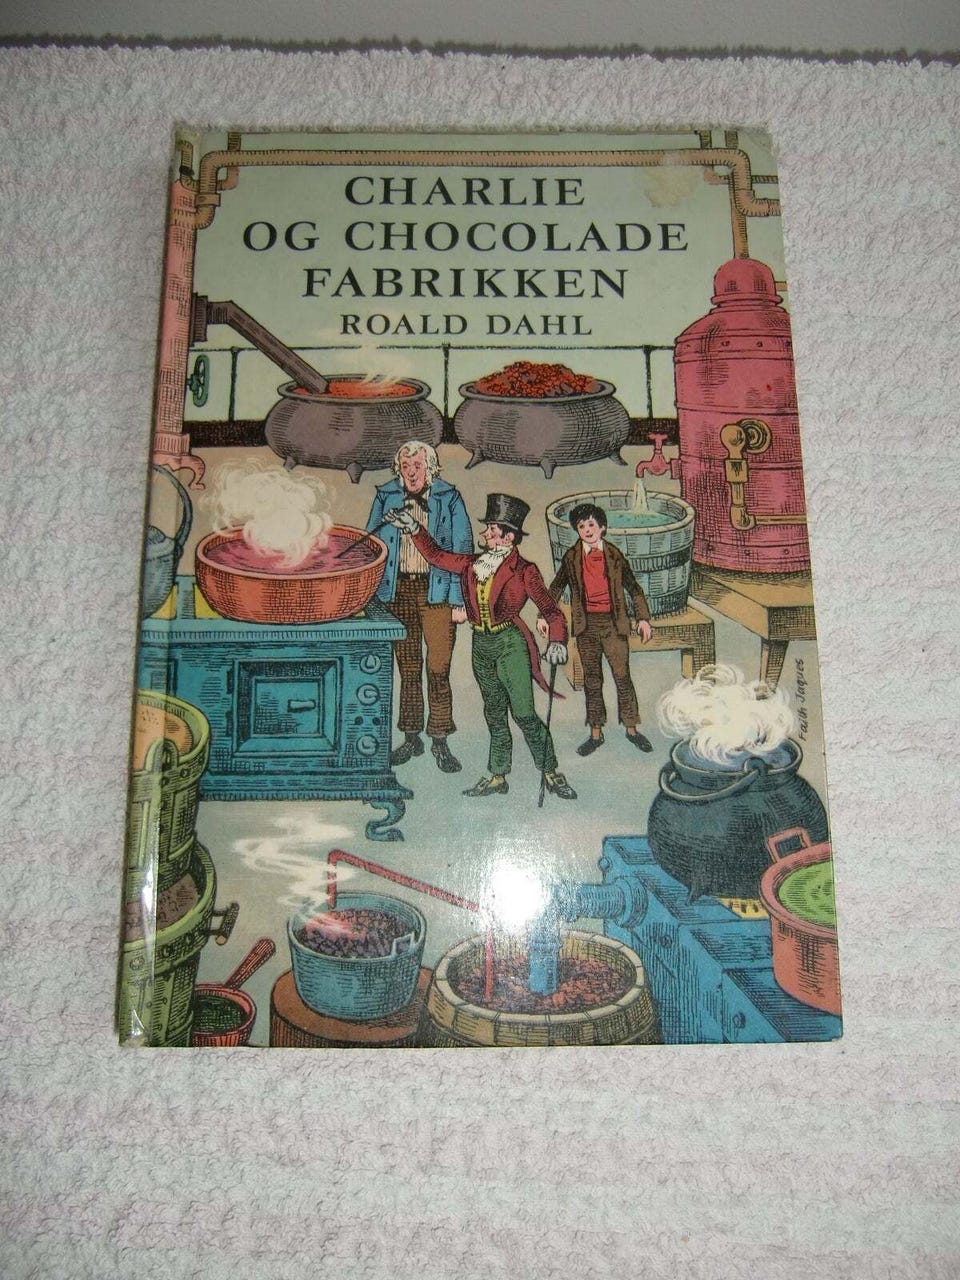 CHARLIE
OG CHOCOLADE
FABRIKKEN
ROALD DAHL
Faith Jaques